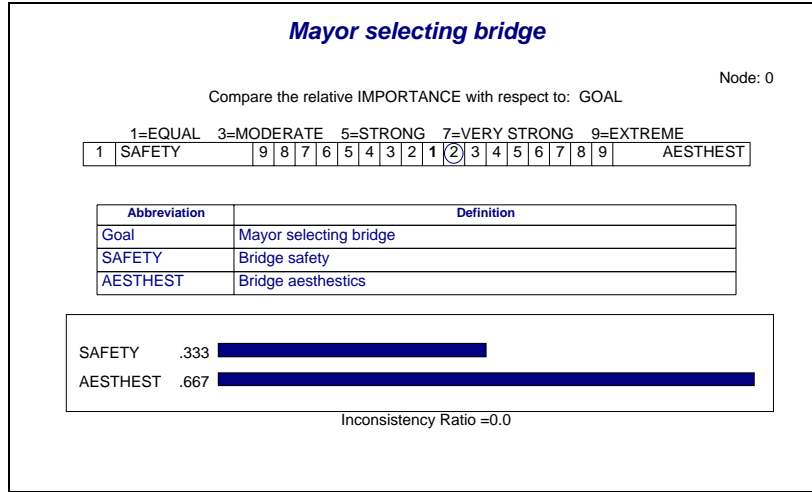 Mayor selecting bridge
Node: 0
Compare the relative IMPORTANCE with respect to: GOAL
1=EQUAL 3=MODERATE 5=STRONG 7=VERY STRONG 9=EXTREME
1 SAFETY 9 8 7 6 5 4 3 2 1 2 3 4 5 6 7 8 9 AESTHEST
Abbreviation Definition
Goal Mayor selecting bridge
SAFETY Bridge safety
AESTHEST Bridge aesthestics
SAFETY .333
AESTHEST .667
Inconsistency Ratio =0.0